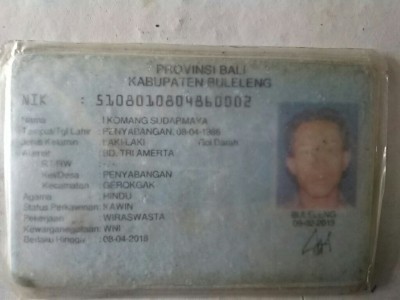 PROVINSI BALI
KABUPATEN BULELENG
NIK : 5108010804860002
Nama I KOMANG SUDARMAYA
Tempat/Tgl Lahir PENYABANGAN, 08-04-1986
Jenis Kelamin LAKI-LAKI Gol Darah
Alamat BD. TRI AMERTA
RT/RW
Kel/Desa PENYABANGAN
Kecamatan GEROKGAK
Agama HINDU
Status Perkawinan KAWIN
Pekerjaan WIRASWASTA
Kewarganegaraan WNI
Berlaku Hingga 08-04-2018
BULELENG